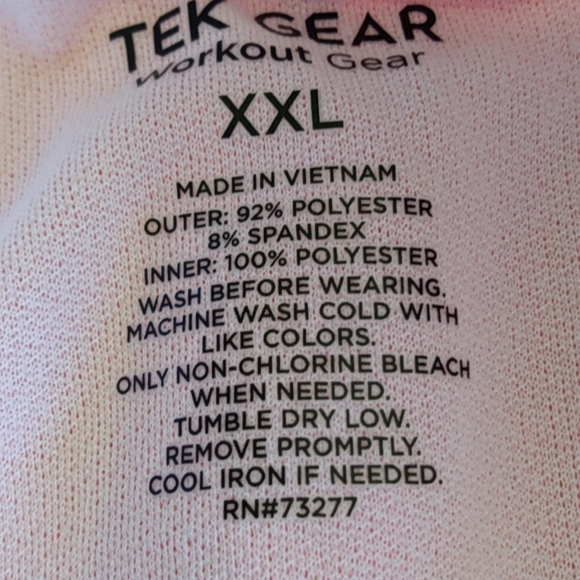 TEK GEAR
Workout Gear
XXL
MADE IN VIETNAM
OUTER: 92% POLYESTER
8% SPANDEX
INNER: 100% POLYESTER
WASH BEFORE WEARING.
MACHINE WASH COLD WITH
LIKE COLORS.
ONLY NON-CHLORINE BLEACH
WHEN NEEDED.
TUMBLE DRY LOW.
REMOVE PROMPTLY.
COOL IRON IF NEEDED.
RN#73277